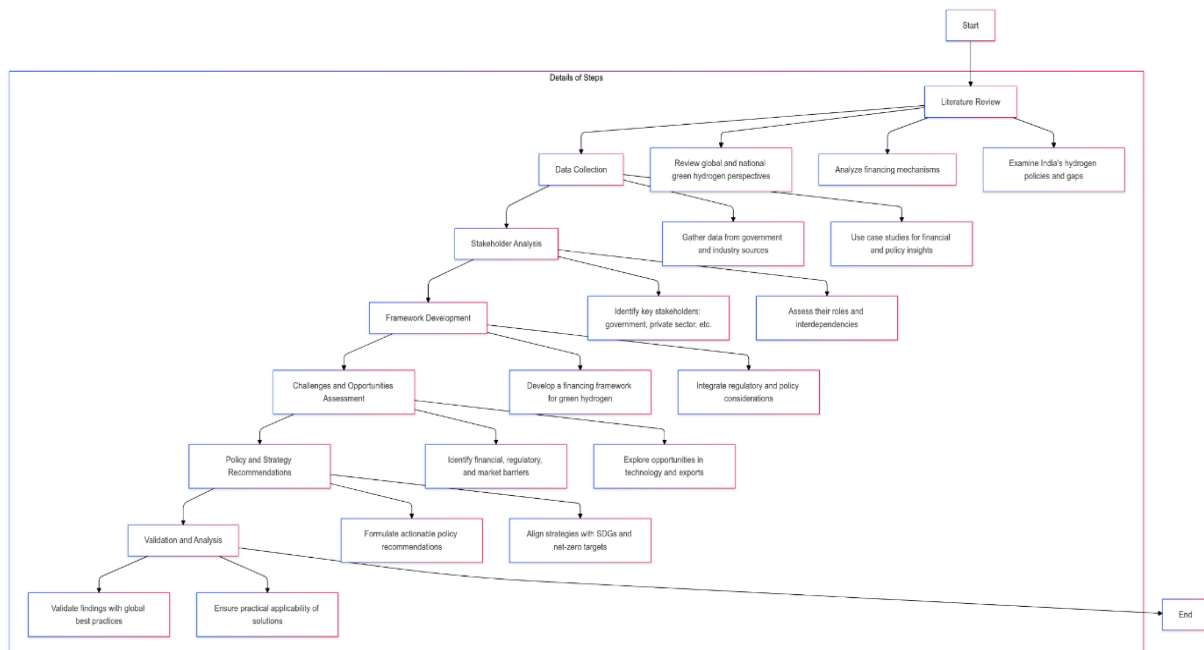 Start
Details of Steps
Literature Review
Data Collection
Review global and national
green hydrogen perspectives
Analyze financing mechanisms
Examine India's hydrogen
policies and gaps
Stakeholder Analysis
Gather data from government
and industry sources
Use case studies for financial
and policy insights
Framework Development
Identify key stakeholders:
government, private sector, etc.
Assess their roles and
interdependencies
Challenges and Opportunities
Assessment
Develop a financing framework
for green hydrogen
Integrate regulatory and policy
considerations
Policy and Strategy
Recommendations
Identify financial, regulatory,
and market barriers
Explore opportunities in
technology and exports
Validation and Analysis
Formulate actionable policy
recommendations
Align strategies with SDGs and
net-zero targets
Validate findings with global
best practices
Ensure practical applicability of
solutions
End